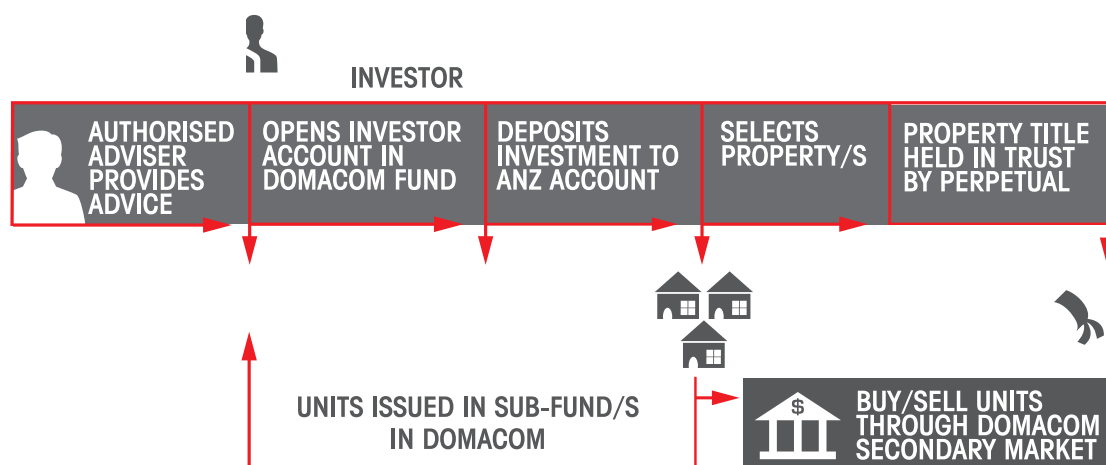 INVESTOR
AUTHORISED
ADVISER
PROVIDES
ADVICE
OPENS INVESTOR
ACCOUNT IN
DOMACOM FUND
DEPOSITS
INVESTMENT TO
ANZ ACCOUNT
SELECTS
PROPERTY/S
PROPERTY TITLE
HELD IN TRUST
BY PERPETUAL
UNITS ISSUED IN SUB-FUND/S
IN DOMACOM
$
BUY/SELL UNITS
THROUGH DOMACOM
SECONDARY MARKET